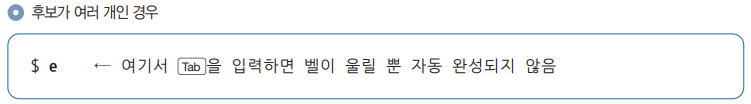 후보가 여러 개인 경우
$ e ← 여기서 Tab을 입력하면 벨이 울릴 뿐 자동 완성되지 않음